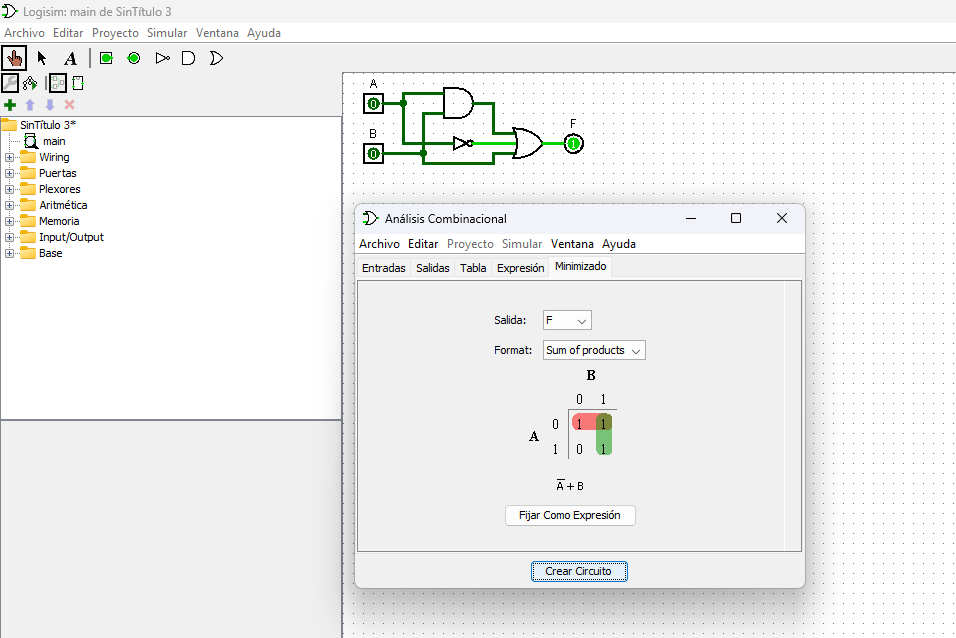 Logisim: main de SinTítulo 3
Archivo Editar Proyecto Simular Ventana Ayuda
A
SinTítulo 3*
main
Wiring
Puertas
Plexores
Aritmética
Memoria
Input/Output
Base
A
0
B
0
F
1
Análisis Combinacional
Archivo Editar Proyecto Simular Ventana Ayuda
Entradas Salidas Tabla Expresión Minimizado
Salida: F
Format: Sum of products
B
0 1
0 1 1
A
1 0 1
A̅ + B
Fijar Como Expresión
Crear Circuito